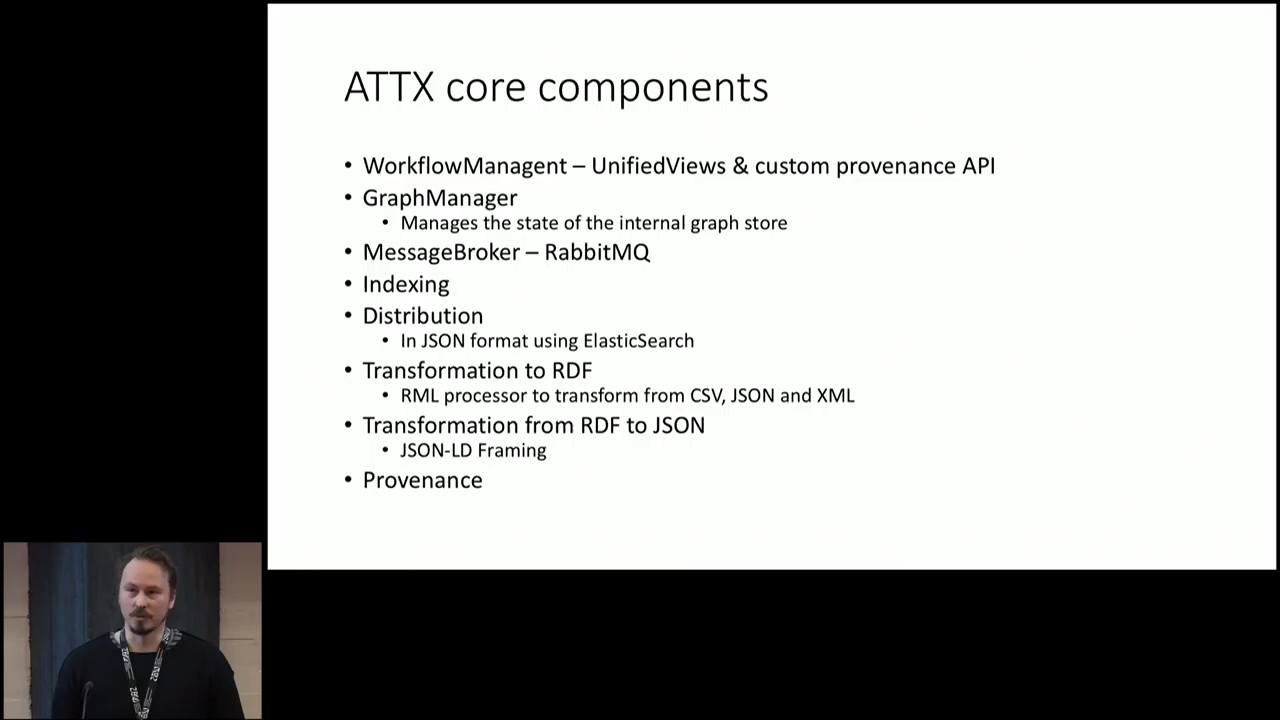 ATTX core components
• WorkflowManagent – UnifiedViews & custom provenance API
• GraphManager
• Manages the state of the internal graph store
• MessageBroker – RabbitMQ
• Indexing
• Distribution
• In JSON format using ElasticSearch
• Transformation to RDF
• RML processor to transform from CSV, JSON and XML
• Transformation from RDF to JSON
• JSON-LD Framing
• Provenance